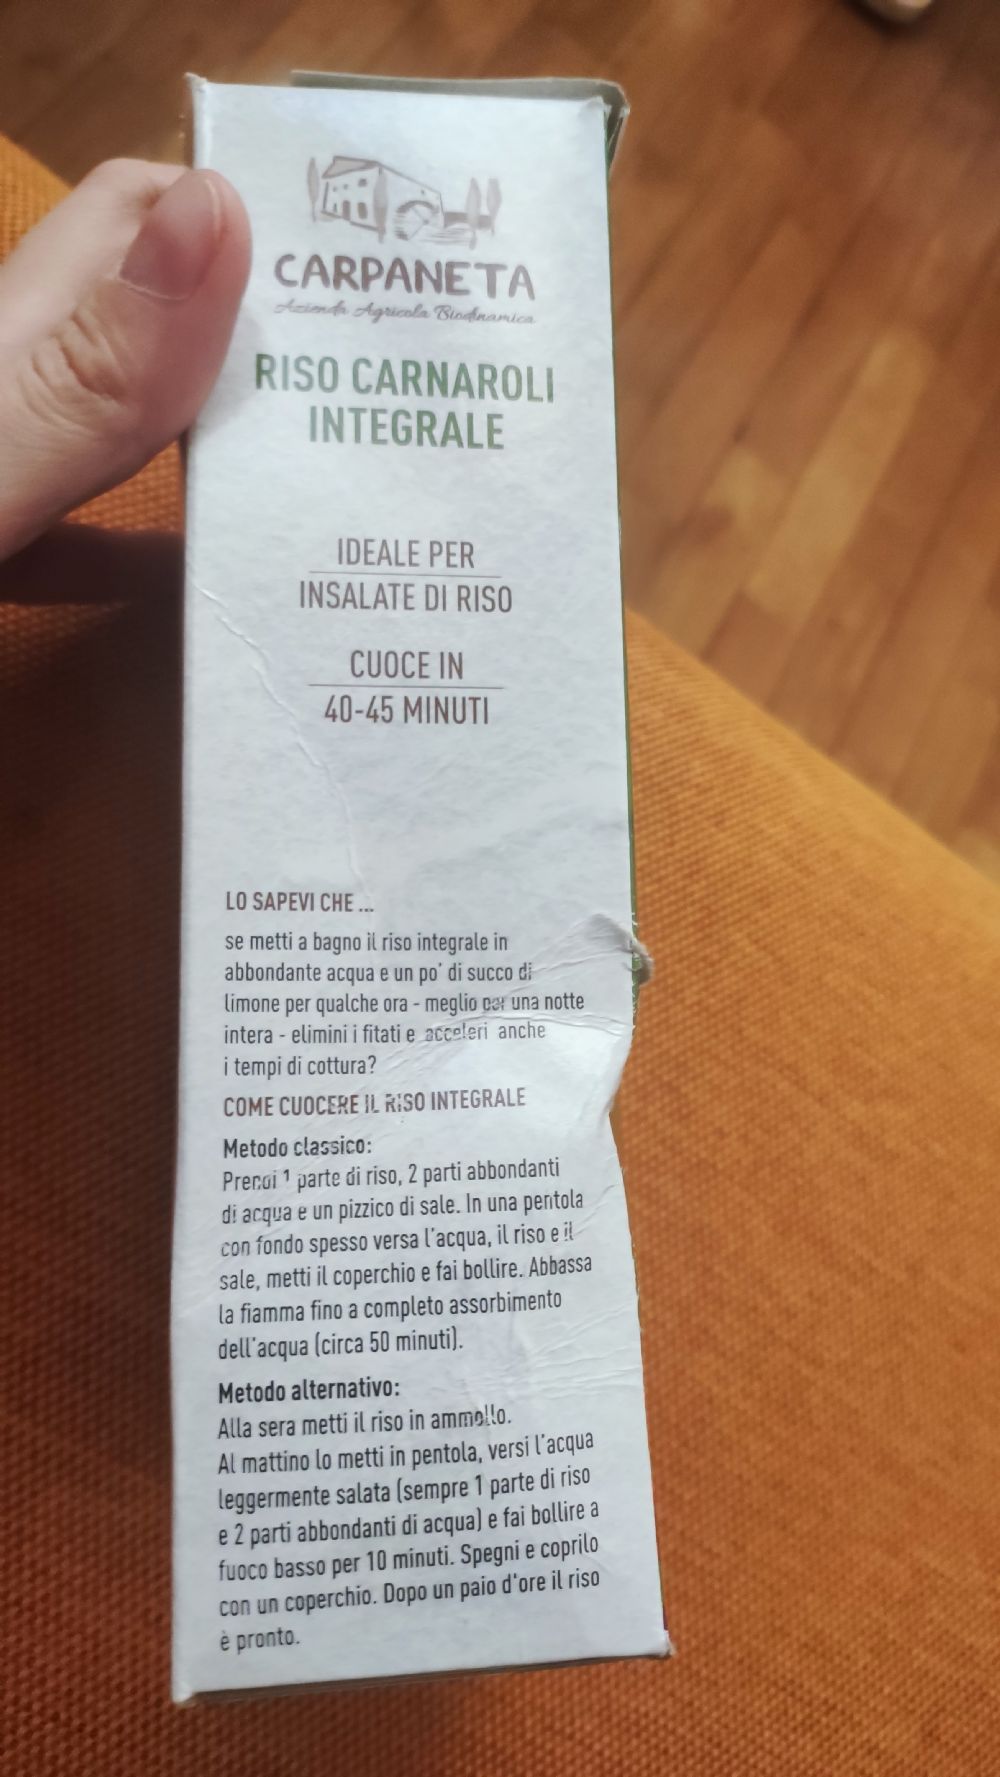 CARPANETA
Azienda Agricola Biodinamica
RISO CARNAROLI
INTEGRALE
IDEALE PER
INSALATE DI RISO
CUOCE IN
40-45 MINUTI
LO SAPEVI CHE ...
se metti a bagno il riso integrale in
abbondante acqua e un po' di succo di
limone per qualche ora - meglio per una notte
intera - elimini i fitati e acceleri anche
i tempi di cottura?
COME CUOCERE IL RISO INTEGRALE
Metodo classico:
Prendi 1 parte di riso, 2 parti abbondanti
di acqua e un pizzico di sale. In una pentola
con fondo spesso versa l'acqua, il riso e il
sale, metti il coperchio e fai bollire. Abbassa
la fiamma fino a completo assorbimento
dell'acqua (circa 50 minuti).
Metodo alternativo:
Alla sera metti il riso in ammollo.
Al mattino lo metti in pentola, versi l'acqua
leggermente salata (sempre 1 parte di riso
e 2 parti abbondanti di acqua) e fai bollire a
fuoco basso per 10 minuti. Spegni e coprilo
con un coperchio. Dopo un paio d'ore il riso
è pronto.